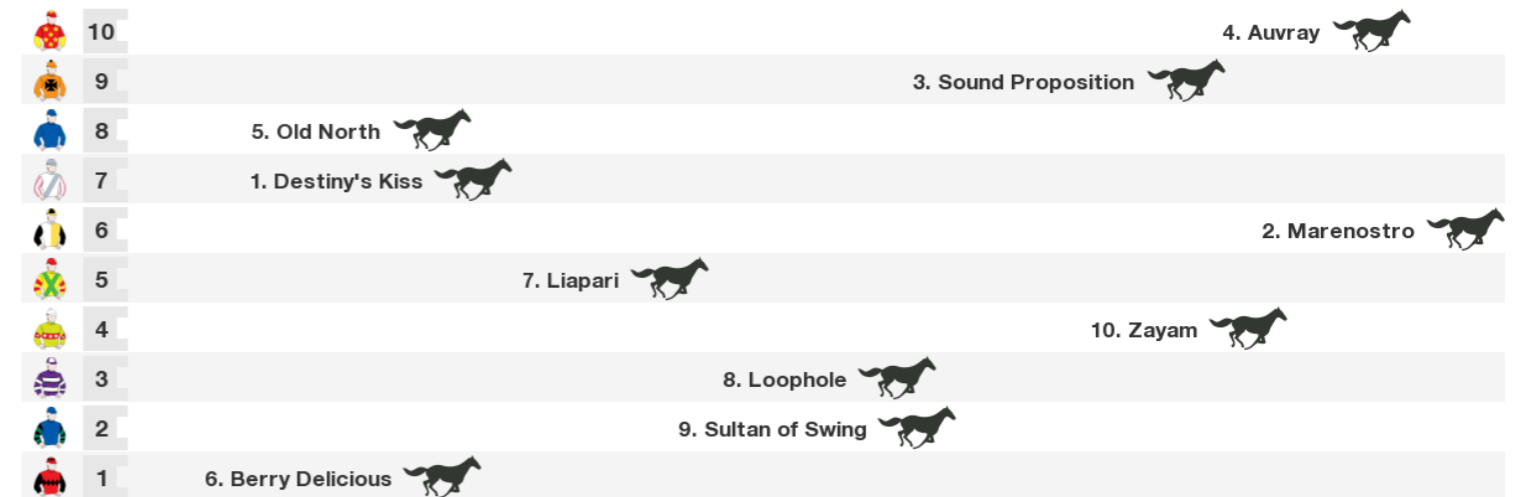 10 4. Auvray
9 3. Sound Proposition
8 5. Old North
7 1. Destiny's Kiss
6 2. Marenostro
5 7. Liapari
4 10. Zayam
3 8. Loophole
2 9. Sultan of Swing
1 6. Berry Delicious